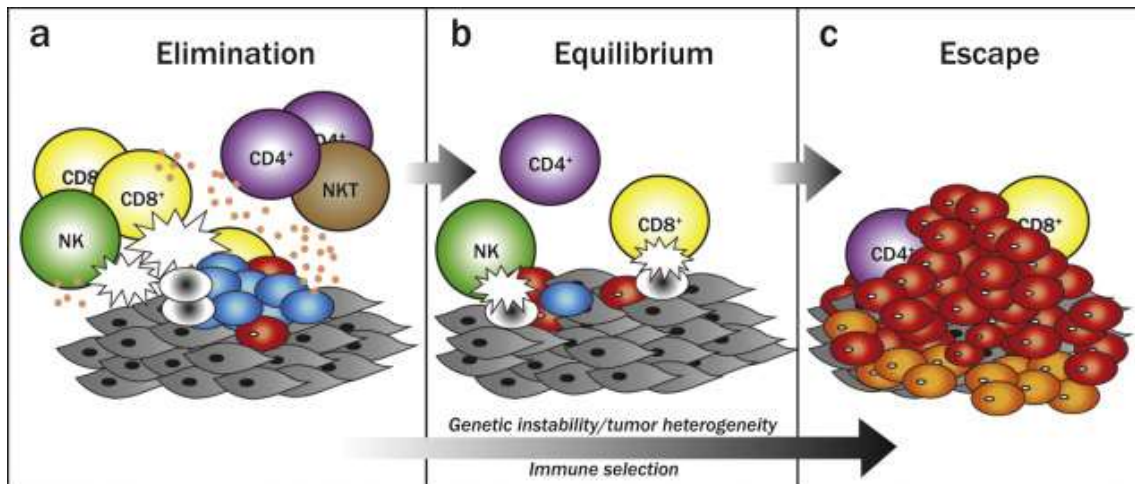 a
Elimination
CD8
CD8⁺
NK
CD4⁺
CD4⁺
NKT
b
Equilibrium
CD4⁺
NK
CD8⁺
c
Escape
CD4⁺
CD8⁺
Genetic instability/tumor heterogeneity
Immune selection